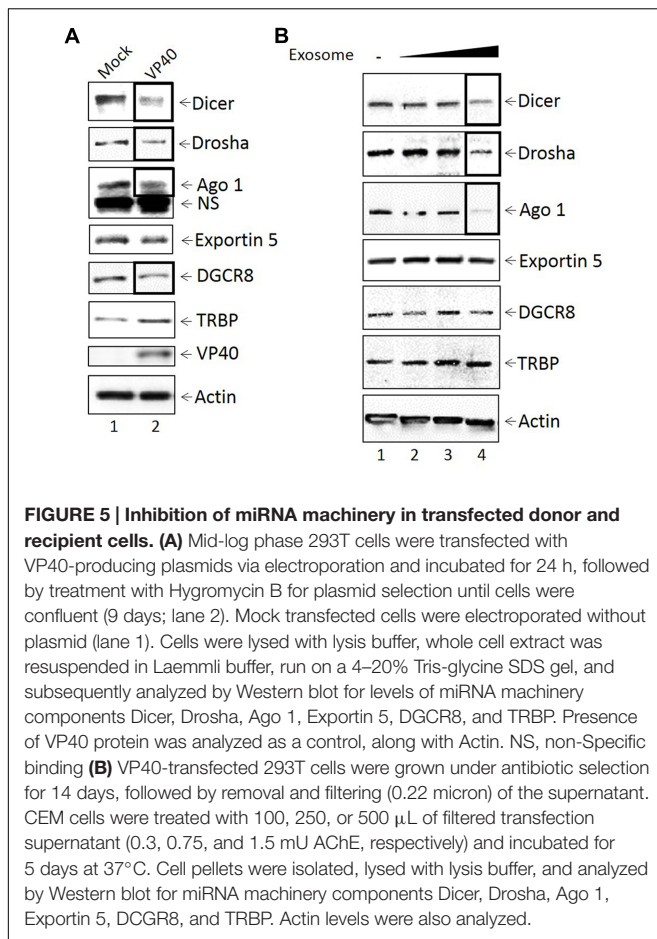 A
Mock
VP40
Dicer
Drosha
Ago 1
NS
Exportin 5
DGCR8
TRBP
VP40
Actin
1 2
B
Exosome -
Dicer
Drosha
Ago 1
Exportin 5
DGCR8
TRBP
Actin
1 2 3 4
FIGURE 5 | Inhibition of miRNA machinery in transfected donor and
recipient cells. (A) Mid-log phase 293T cells were transfected with
VP40-producing plasmids via electroporation and incubated for 24 h, followed
by treatment with Hygromycin B for plasmid selection until cells were
confluent (9 days; lane 2). Mock transfected cells were electroporated without
plasmid (lane 1). Cells were lysed with lysis buffer, whole cell extract was
resuspended in Laemmli buffer, run on a 4–20% Tris-glycine SDS gel, and
subsequently analyzed by Western blot for levels of miRNA machinery
components Dicer, Drosha, Ago 1, Exportin 5, DGCR8, and TRBP. Presence
of VP40 protein was analyzed as a control, along with Actin. NS, non-Specific
binding (B) VP40-transfected 293T cells were grown under antibiotic selection
for 14 days, followed by removal and filtering (0.22 micron) of the supernatant.
CEM cells were treated with 100, 250, or 500 μL of filtered transfection
supernatant (0.3, 0.75, and 1.5 mU AChE, respectively) and incubated for
5 days at 37°C. Cell pellets were isolated, lysed with lysis buffer, and analyzed
by Western blot for miRNA machinery components Dicer, Drosha, Ago 1,
Exportin 5, DCGR8, and TRBP. Actin levels were also analyzed.